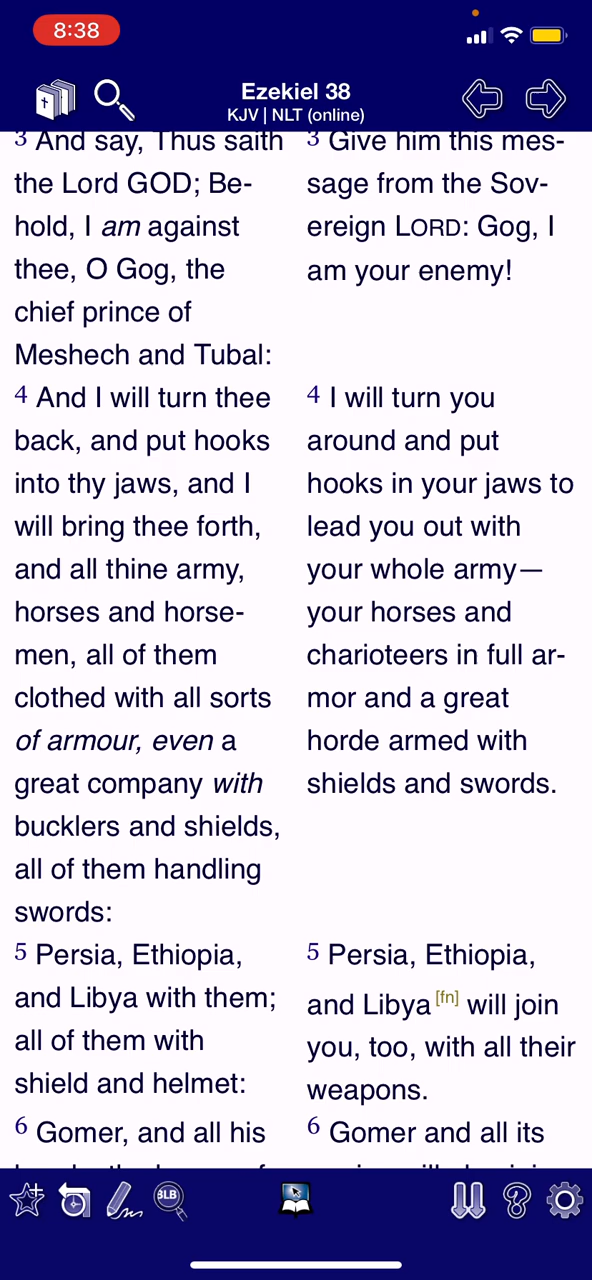 8:38
Ezekiel 38
KJV | NLT (online)
3 And say, Thus saith
the Lord GOD; Be-
hold, I am against
thee, O Gog, the
chief prince of
Meshech and Tubal:
4 And I will turn thee
back, and put hooks
into thy jaws, and I
will bring thee forth,
and all thine army,
horses and horse-
men, all of them
clothed with all sorts
of armour, even a
great company with
bucklers and shields,
all of them handling
swords:
5 Persia, Ethiopia,
and Libya with them;
all of them with
shield and helmet:
6 Gomer, and all his
3 Give him this mes-
sage from the Sov-
ereign LORD: Gog, I
am your enemy!
4 I will turn you
around and put
hooks in your jaws to
lead you out with
your whole army—
your horses and
charioteers in full ar-
mor and a great
horde armed with
shields and swords.
5 Persia, Ethiopia,
and Libya [fn] will join
you, too, with all their
weapons.
6 Gomer and all its
BLB